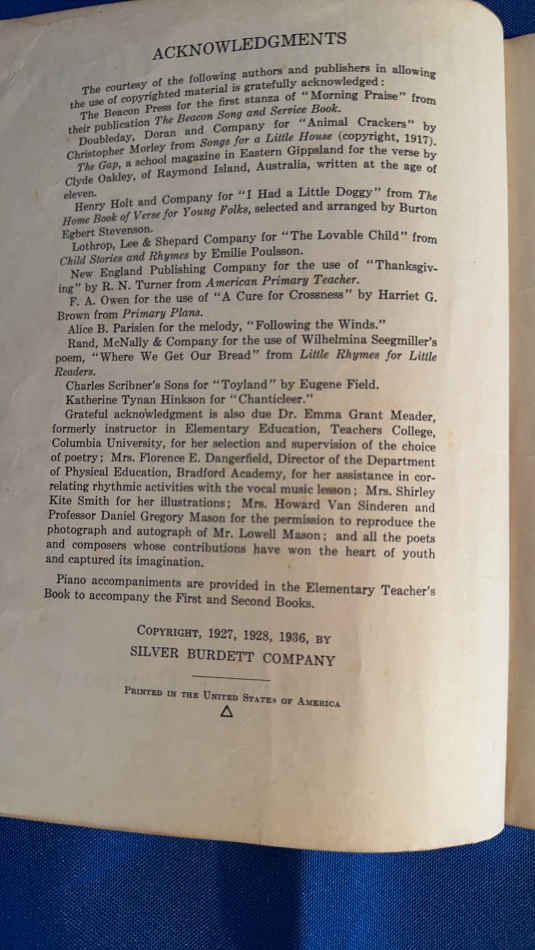 ACKNOWLEDGMENTS
The courtesy of the following authors and publishers in allowing
the use of copyrighted material is gratefully acknowledged:
The Beacon Press for the first stanza of "Morning Praise" from
their publication The Beacon Song and Service Book.
Doubleday, Doran and Company for "Animal Crackers" by
Christopher Morley from Songs for a Little House (copyright, 1917).
The Gap, a school magazine in Eastern Gippsland for the verse by
Clyde Oakley, of Raymond Island, Australia, written at the age of
eleven.
Henry Holt and Company for "I Had a Little Doggy" from The
Home Book of Verse for Young Folks, selected and arranged by Burton
Egbert Stevenson.
Lothrop, Lee & Shepard Company for "The Lovable Child" from
Child Stories and Rhymes by Emilie Poulsson.
New England Publishing Company for the use of "Thanksgiv-
ing" by R. N. Turner from American Primary Teacher.
F. A. Owen for the use of "A Cure for Crossness" by Harriet G.
Brown from Primary Plans.
Alice B. Parisien for the melody, "Following the Winds."
Rand, McNally & Company for the use of Wilhelmina Seegmiller's
poem, "Where We Get Our Bread" from Little Rhymes for Little
Readers.
Charles Scribner's Sons for "Toyland" by Eugene Field.
Katherine Tynan Hinkson for "Chanticleer."
Grateful acknowledgment is also due Dr. Emma Grant Meader,
formerly instructor in Elementary Education, Teachers College,
Columbia University, for her selection and supervision of the choice
of poetry; Mrs. Florence E. Dangerfield, Director of the Department
of Physical Education, Bradford Academy, for her assistance in cor-
relating rhythmic activities with the vocal music lesson; Mrs. Shirley
Kite Smith for her illustrations; Mrs. Howard Van Sinderen and
Professor Daniel Gregory Mason for the permission to reproduce the
photograph and autograph of Mr. Lowell Mason; and all the poets
and composers whose contributions have won the heart of youth
and captured its imagination.
Piano accompaniments are provided in the Elementary Teacher's
Book to accompany the First and Second Books.
COPYRIGHT, 1927, 1928, 1936, BY
SILVER BURDETT COMPANY
PRINTED IN THE UNITED STATES OF AMERICA